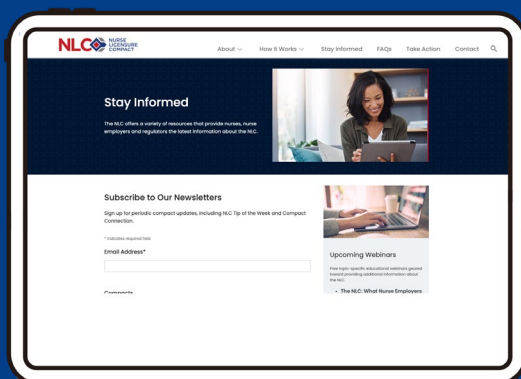 NLC NURSE
LICENSURE
COMPACT
About
How It Works
Stay Informed
FAQs
Take Action
Contact
Stay Informed
The NLC offers a variety of resources that provide nurses, nurse
employers and regulators the latest information about the NLC.
Subscribe to Our Newsletters
Sign up for periodic compact updates, including NLC Tip of the Week and Compact
Connection.
* indicates required field
Email Address*
Compacts
Upcoming Webinars
Free topic-specific educational webinars geared
toward providing additional information about
the NLC.
• The NLC: What Nurse Employers